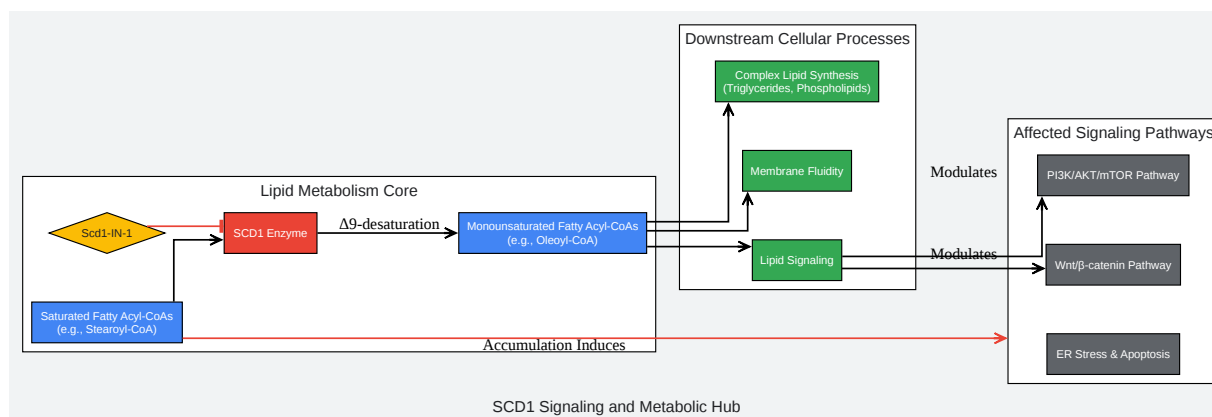 Downstream Cellular Processes
Complex Lipid Synthesis
(Triglycerides, Phospholipids)
Membrane Fluidity
Lipid Signaling
Modulates
Modulates
Affected Signaling Pathways
PI3K/AKT/mTOR Pathway
Wnt/β-catenin Pathway
ER Stress & Apoptosis
Lipid Metabolism Core
Scd1-IN-1
SCD1 Enzyme
Δ9-desaturation
Monounsaturated Fatty Acyl-CoAs
(e.g., Oleoyl-CoA)
Saturated Fatty Acyl-CoAs
(e.g., Stearoyl-CoA)
Accumulation Induces
SCD1 Signaling and Metabolic Hub